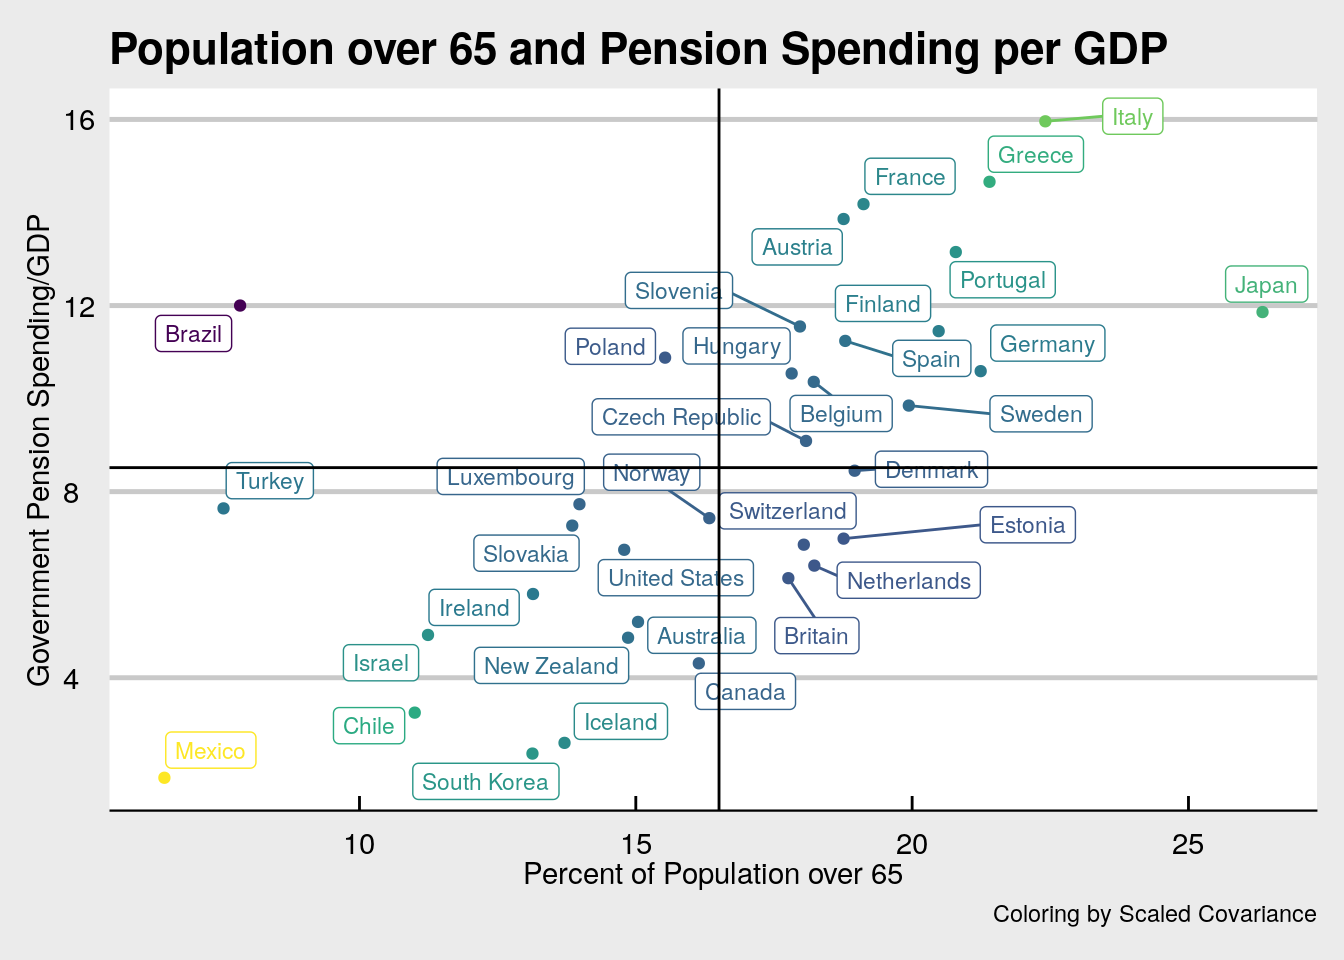 Population over 65 and Pension Spending per GDP
Government Pension Spending/GDP
16
12
8
4
Italy
Greece
France
Austria
Portugal
Japan
Slovenia
Finland
Brazil
Poland
Hungary
Germany
Spain
Czech Republic
Belgium
Sweden
Turkey
Luxembourg
Norway
Denmark
Switzerland
Estonia
Slovakia
United States
Netherlands
Ireland
Australia
Britain
Israel
New Zealand
Canada
Chile
Iceland
Mexico
South Korea
10
15
20
25
Percent of Population over 65
Coloring by Scaled Covariance